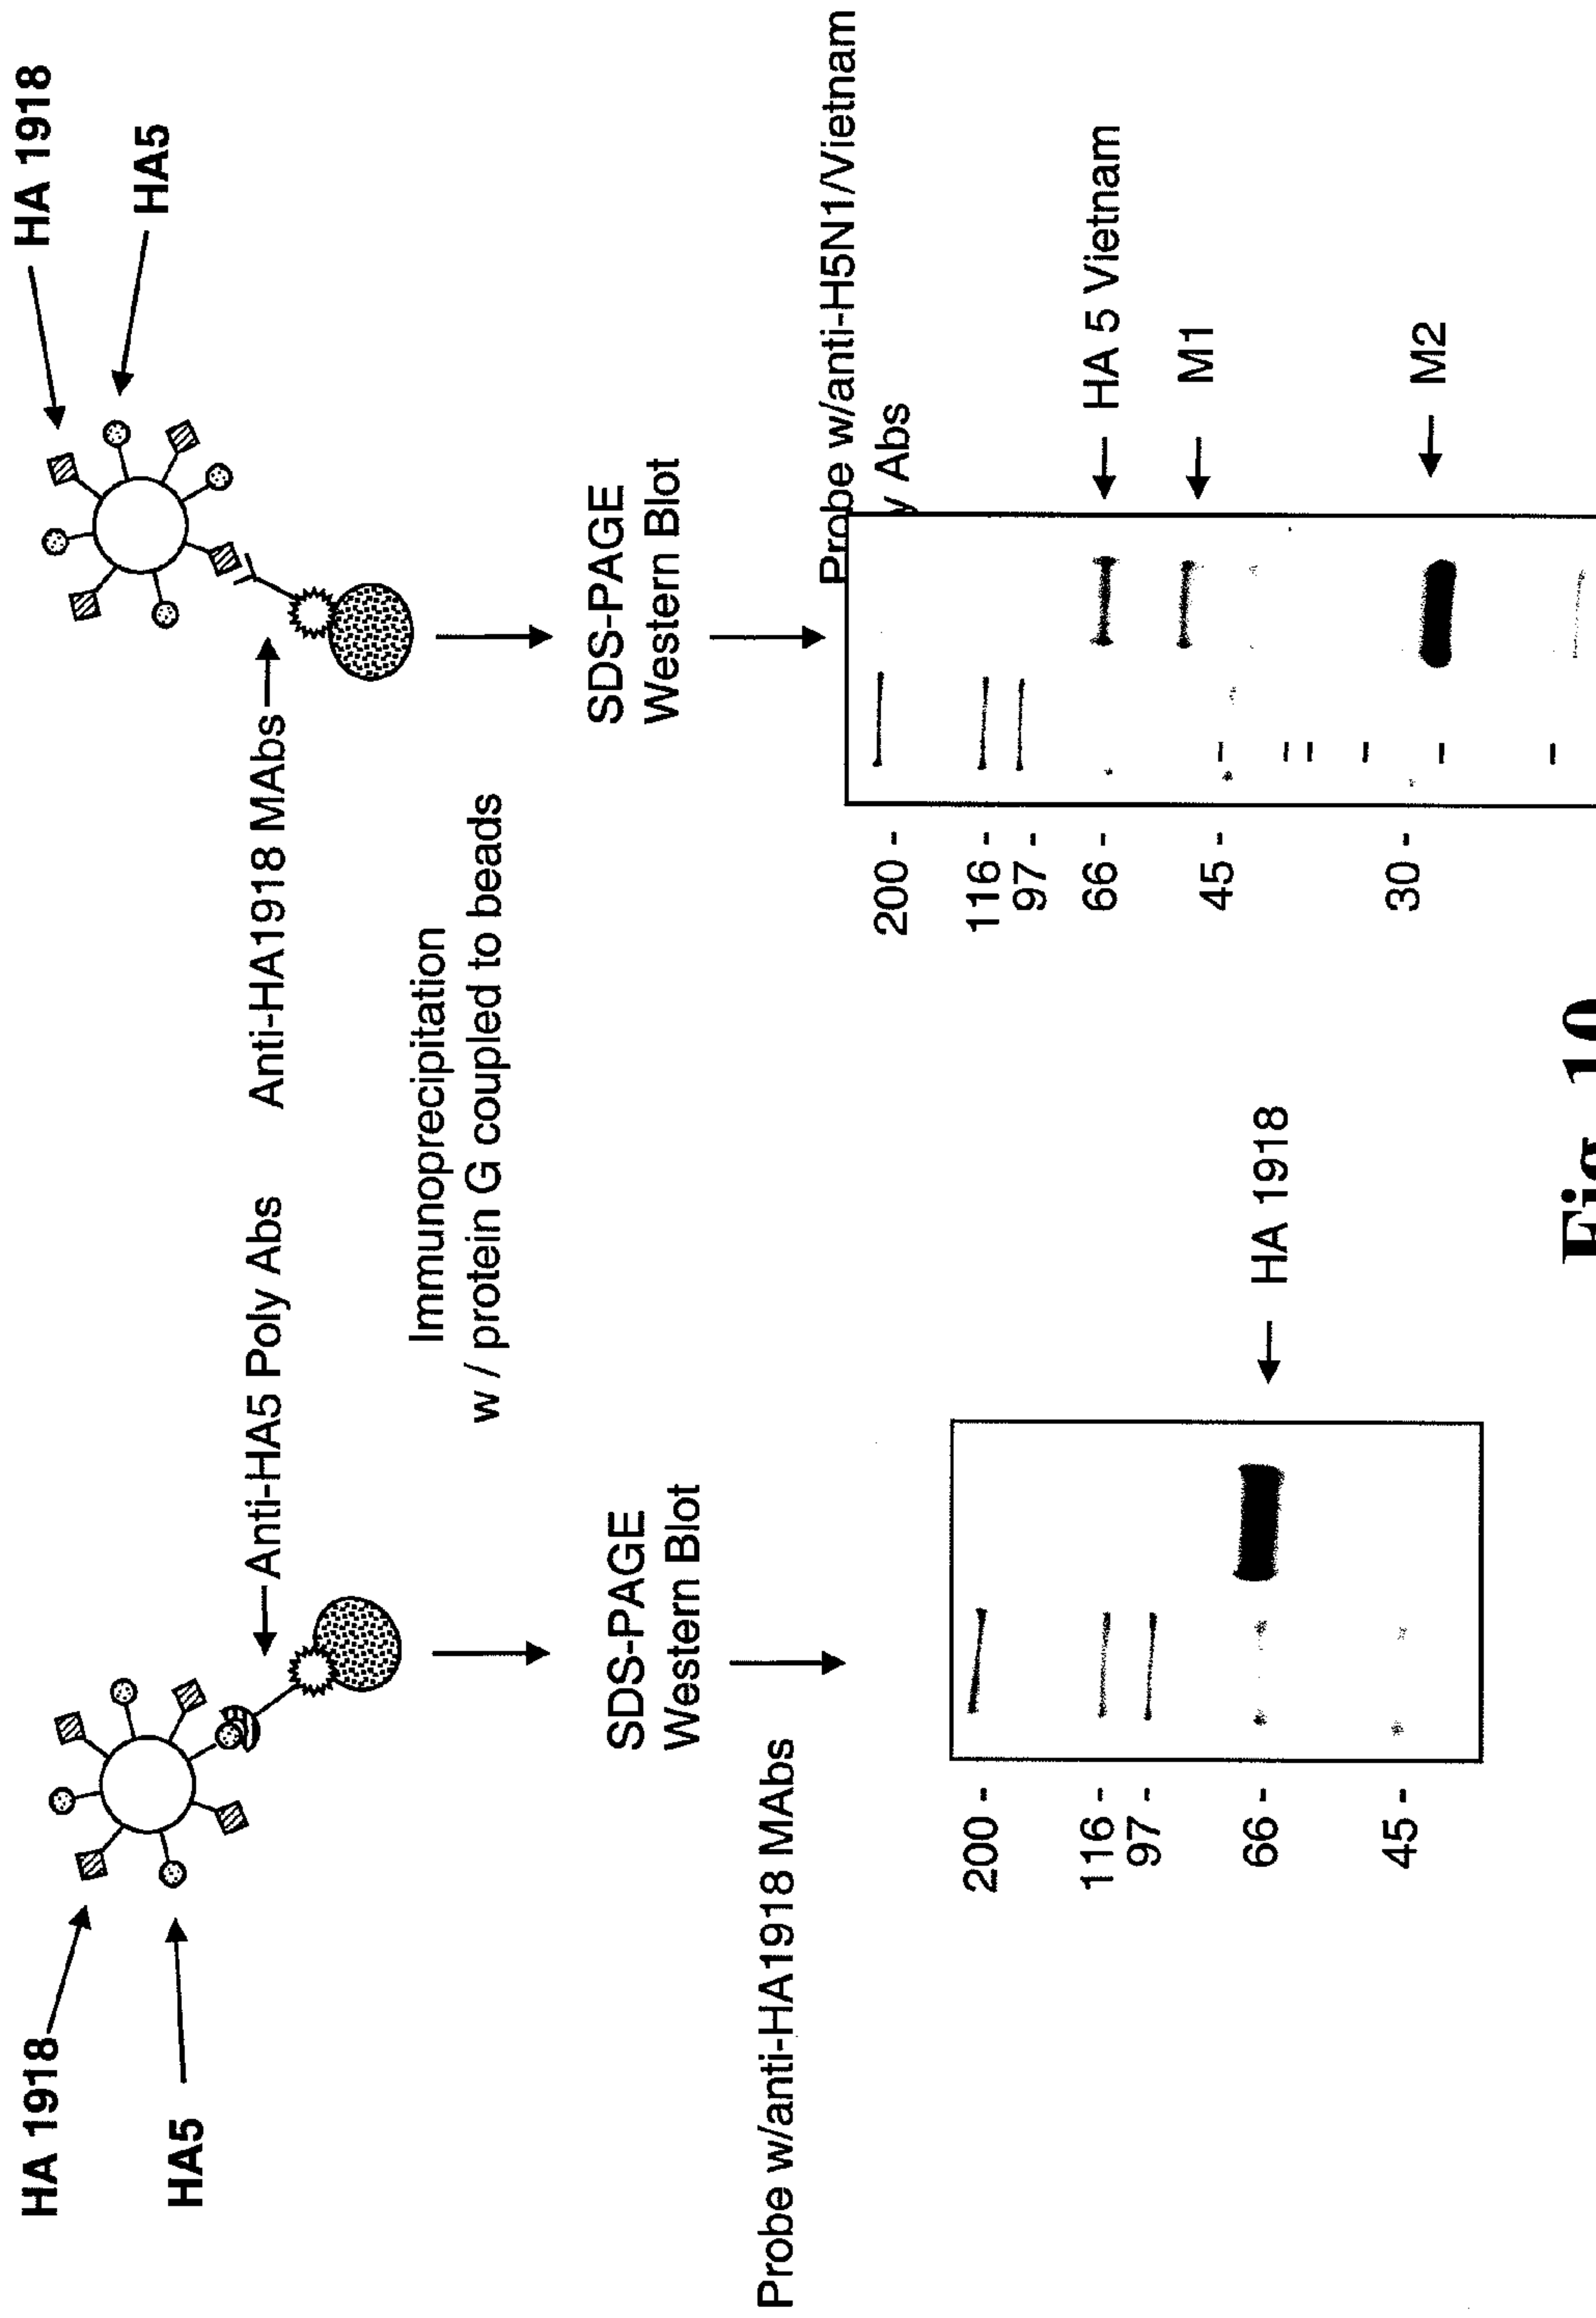 HA 1918
HA5
Anti-HA5 Poly Abs
Anti-HA1918 MAbs
HA 1918
HA5
Immunoprecipitation
w / protein G coupled to beads
SDS-PAGE
Western Blot
SDS-PAGE
Western Blot
Probe w/anti-HA1918 MAbs
Probe w/anti-H5N1/Vietnam
y Abs
200 -
116 -
97 -
66 -
45 -
HA 1918
200 -
116 -
97 -
66 -
45 -
30 -
HA 5 Vietnam
M1
M2
Fig. 10